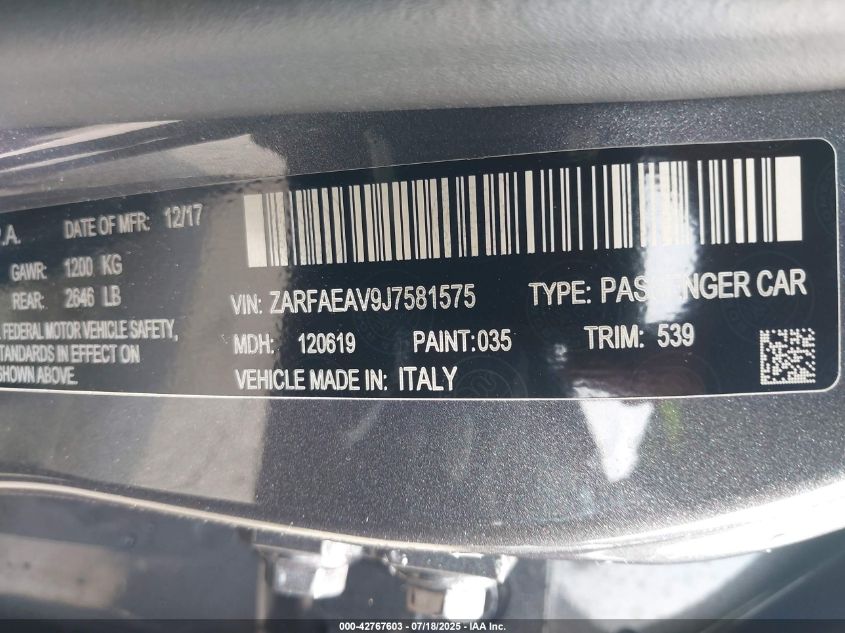 .A. DATE OF MFR: 12/17
GAWR: 1200 KG
REAR: 2646 LB
FEDERAL MOTOR VEHICLE SAFETY,
STANDARDS IN EFFECT ON
SHOWN ABOVE.
VIN: ZARFAEAV9J7581575 TYPE: PASSENGER CAR
MDH: 120619 PAINT: 035 TRIM: 539
VEHICLE MADE IN: ITALY
000-42767603 - 07/18/2025 - IAA Inc.